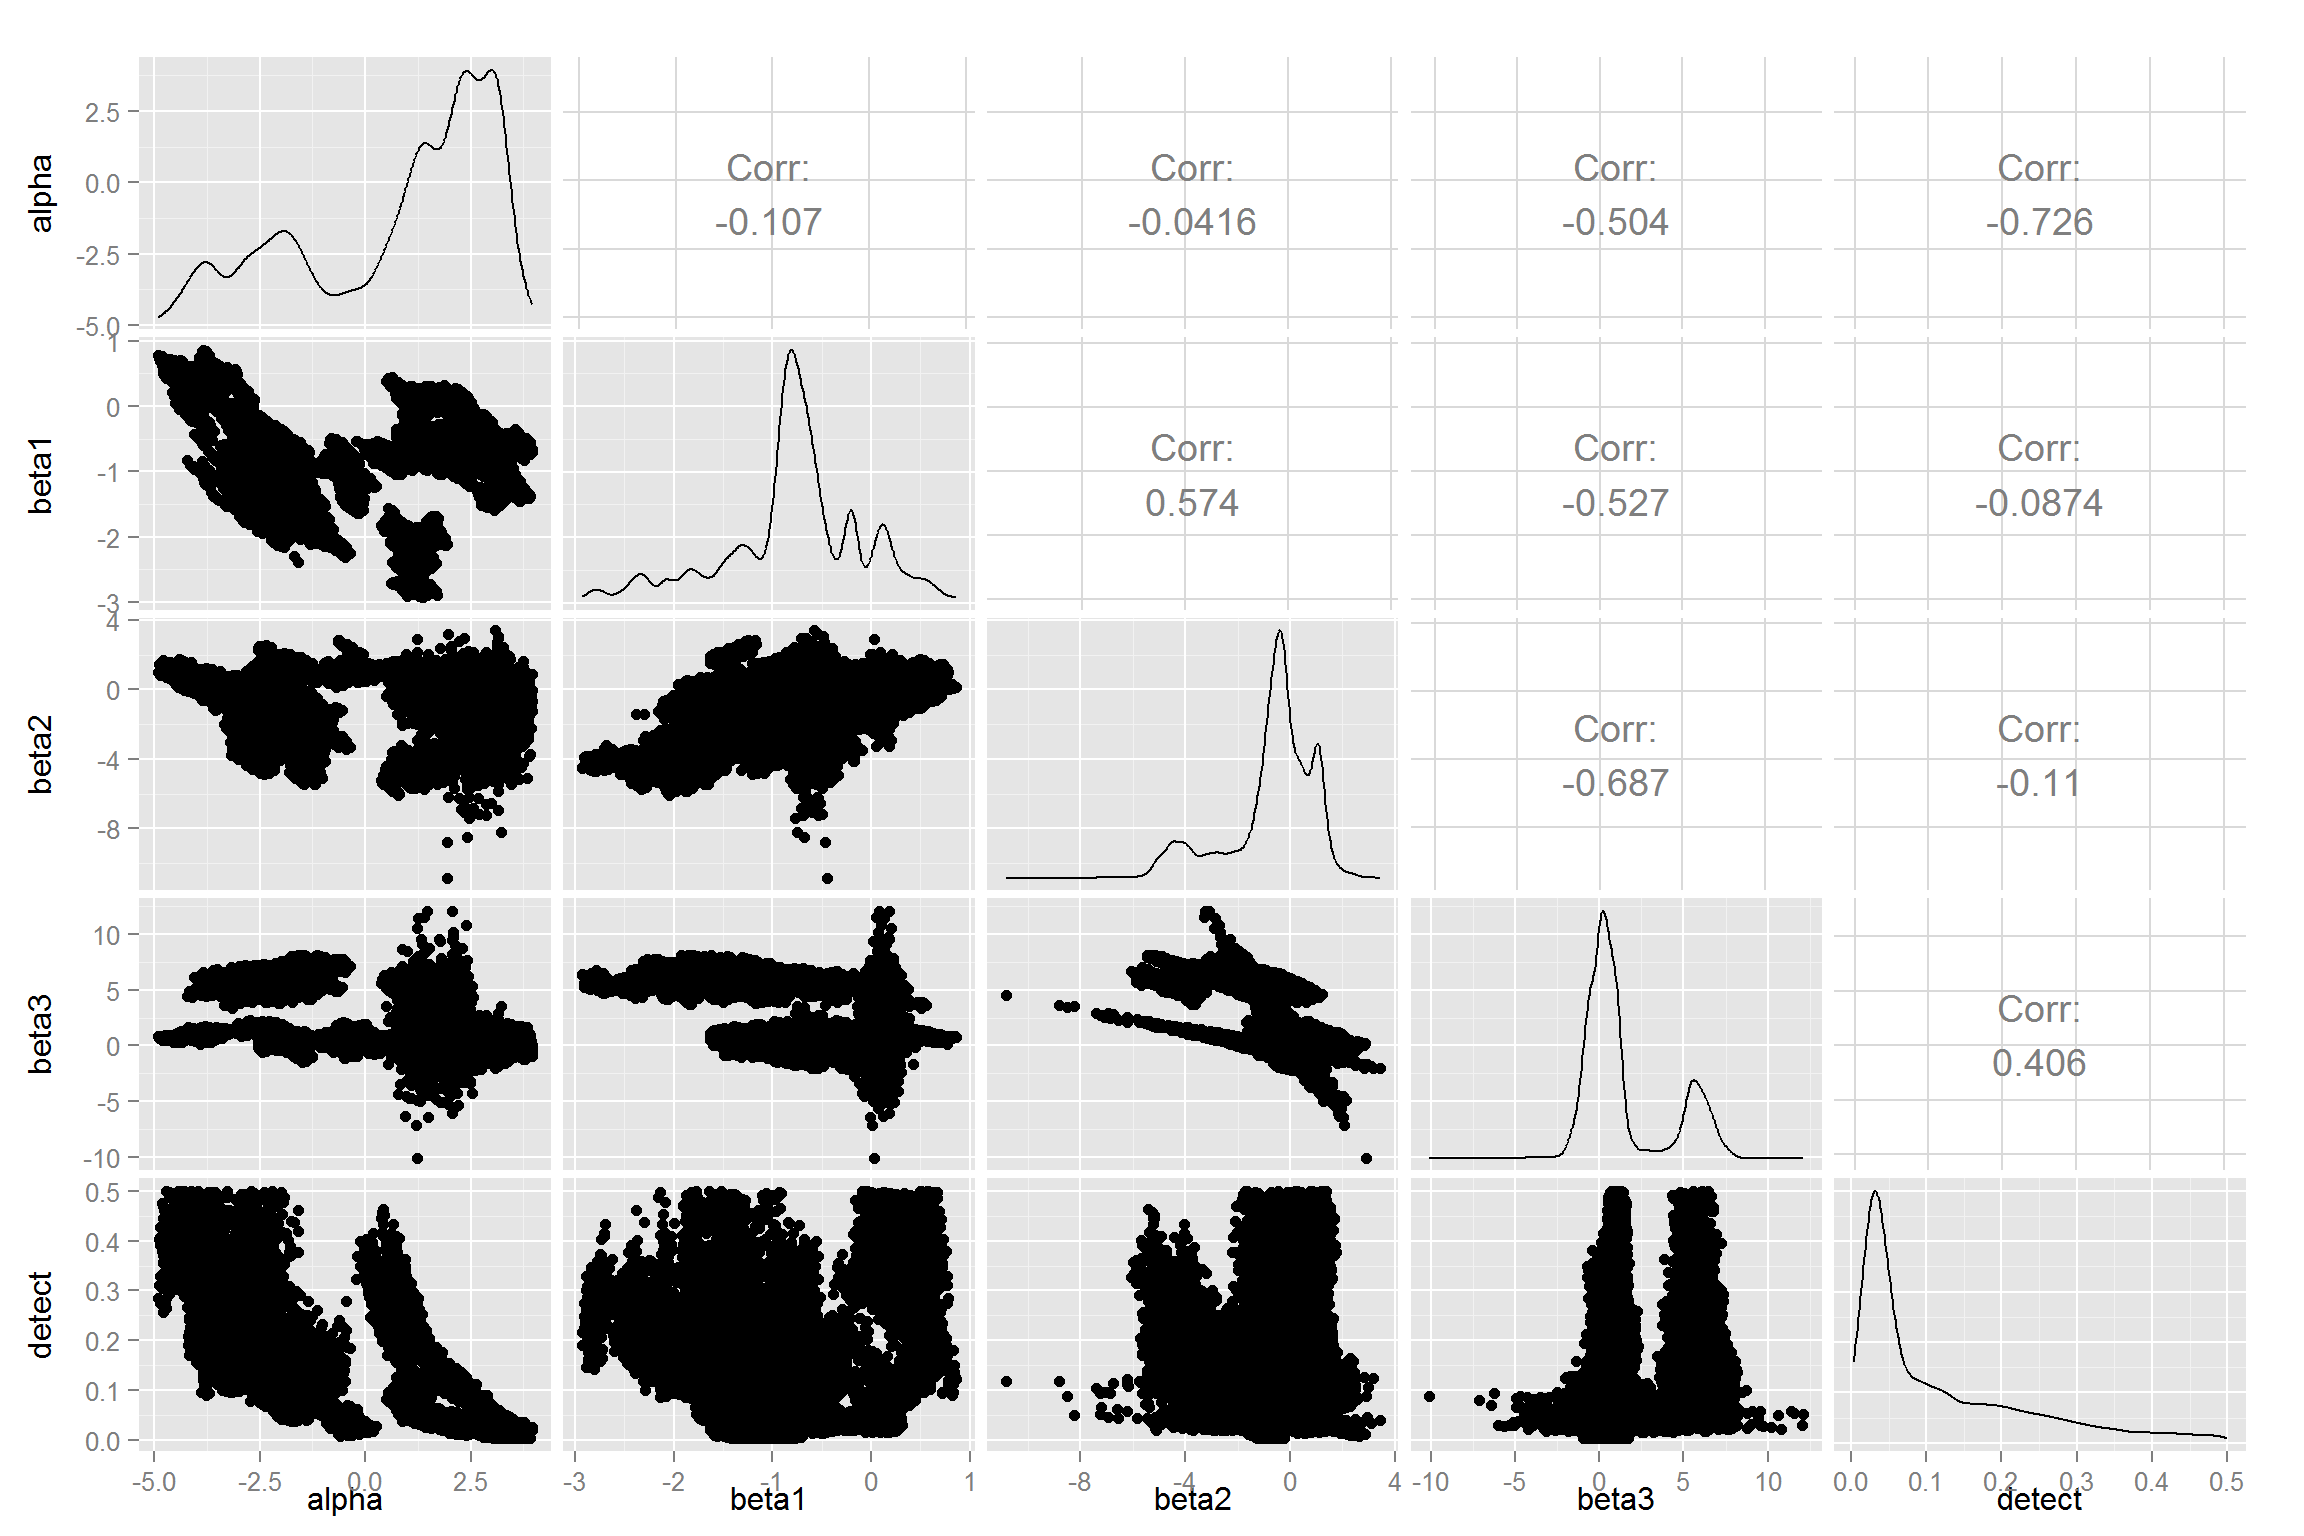 alpha
2.5
0.0
-2.5
-5.0
Corr:
-0.107
Corr:
-0.0416
Corr:
-0.504
Corr:
-0.726
beta1
1
0
-1
-2
-3
Corr:
0.574
Corr:
-0.527
Corr:
-0.0874
beta2
4
0
-4
-8
Corr:
-0.687
Corr:
-0.11
beta3
10
5
0
-5
-10
Corr:
0.406
detect
0.5
0.4
0.3
0.2
0.1
0.0
-5.0 -2.5 0.0 2.5
-3 -2 -1 0 1
-8 -4 0 4
-10 -5 0 5 10
0.0 0.1 0.2 0.3 0.4 0.5
alpha beta1 beta2 beta3 detect